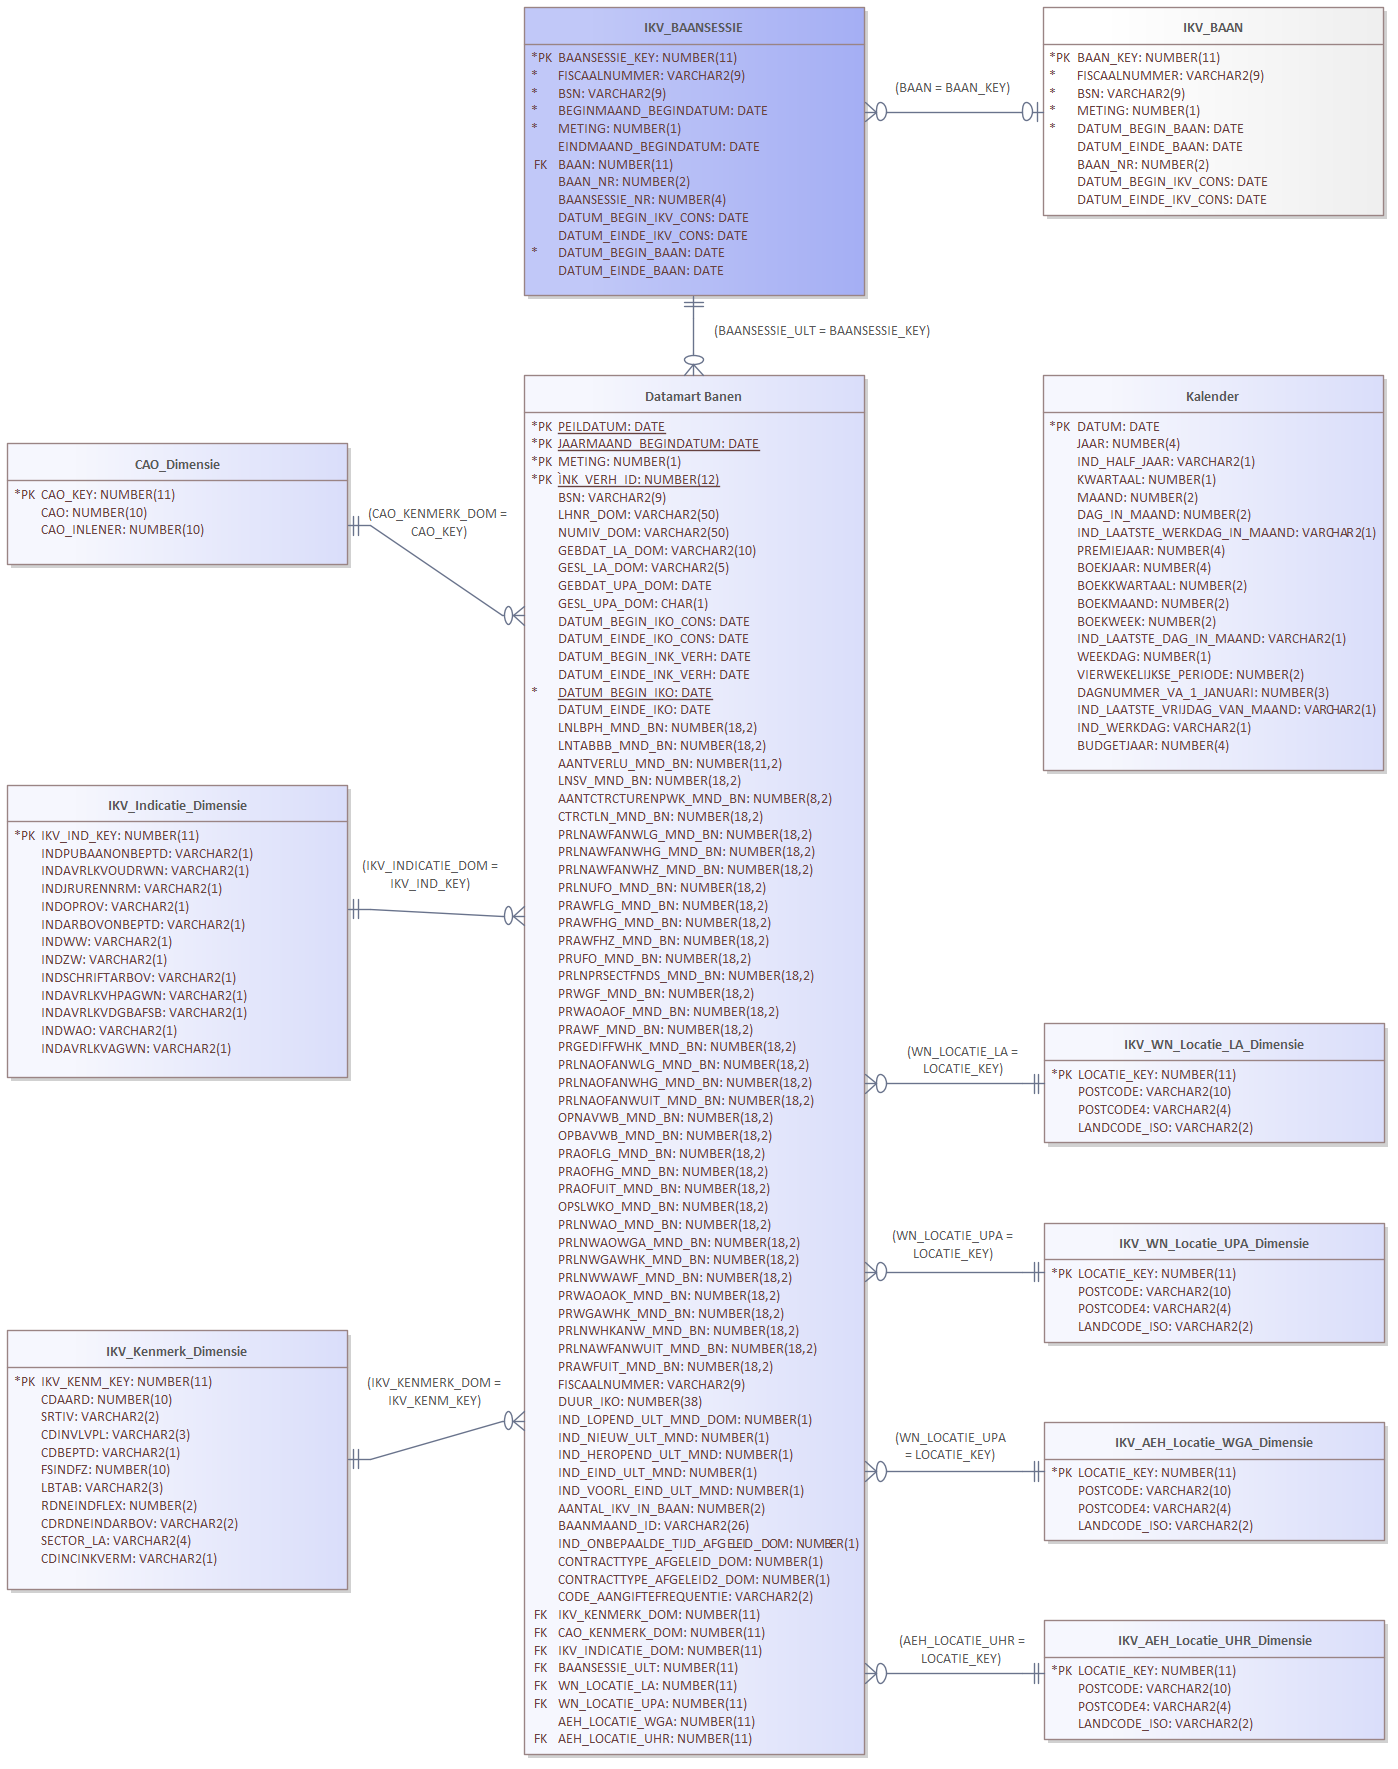 IKV_BAANSESSIE
*PK BAANSESSIE_KEY: NUMBER(11)
* FISCAALNUMMER: VARCHAR2(9)
* BSN: VARCHAR2(9)
* BEGINMAAND_BEGINDATUM: DATE
* METING: NUMBER(1)
EINDMAAND_BEGINDATUM: DATE
FK BAAN: NUMBER(11)
BAAN_NR: NUMBER(2)
BAANSESSIE_NR: NUMBER(4)
DATUM_BEGIN_IKV_CONS: DATE
DATUM_EINDE_IKV_CONS: DATE
* DATUM_BEGIN_BAAN: DATE
DATUM_EINDE_BAAN: DATE
(BAAN = BAAN_KEY)
IKV_BAAN
*PK BAAN_KEY: NUMBER(11)
* FISCAALNUMMER: VARCHAR2(9)
* BSN: VARCHAR2(9)
* METING: NUMBER(1)
* DATUM_BEGIN_BAAN: DATE
DATUM_EINDE_BAAN: DATE
BAAN_NR: NUMBER(2)
DATUM_BEGIN_IKV_CONS: DATE
DATUM_EINDE_IKV_CONS: DATE
(BAANSESSIE_ULT = BAANSESSIE_KEY)
Datamart Banen
*PK PEILDATUM: DATE
*PK JAARMAAND_BEGINDATUM: DATE
*PK METING: NUMBER(1)
*PK ÌNK_VERH_ID: NUMBER(12)
BSN: VARCHAR2(9)
LHNR_DOM: VARCHAR2(50)
NUMIV_DOM: VARCHAR2(50)
GEBDAT_LA_DOM: VARCHAR2(10)
GESL_LA_DOM: VARCHAR2(5)
GEBDAT_UPA_DOM: DATE
GESL_UPA_DOM: CHAR(1)
DATUM_BEGIN_IKO_CONS: DATE
DATUM_EINDE_IKO_CONS: DATE
DATUM_BEGIN_INK_VERH: DATE
DATUM_EINDE_INK_VERH: DATE
* DATUM_BEGIN_IKO: DATE
DATUM_EINDE_IKO: DATE
LNLBPH_MND_BN: NUMBER(18,2)
LNTABBB_MND_BN: NUMBER(18,2)
AANTVERLU_MND_BN: NUMBER(11,2)
LNSV_MND_BN: NUMBER(18,2)
AANTCTRCTURENPWK_MND_BN: NUMBER(8,2)
CTRCTLN_MND_BN: NUMBER(18,2)
PRLNAWFANWLG_MND_BN: NUMBER(18,2)
PRLNAWFANWHG_MND_BN: NUMBER(18,2)
PRLNAWFANWHZ_MND_BN: NUMBER(18,2)
PRLNUFO_MND_BN: NUMBER(18,2)
PRAWFLG_MND_BN: NUMBER(18,2)
PRAWFHG_MND_BN: NUMBER(18,2)
PRAWFHZ_MND_BN: NUMBER(18,2)
PRUFO_MND_BN: NUMBER(18,2)
PRLNPRSECTFNDS_MND_BN: NUMBER(18,2)
PRWGF_MND_BN: NUMBER(18,2)
PRWAOAOF_MND_BN: NUMBER(18,2)
PRAWF_MND_BN: NUMBER(18,2)
PRGEDIFFWHK_MND_BN: NUMBER(18,2)
PRLNAOFANWLG_MND_BN: NUMBER(18,2)
PRLNAOFANWHG_MND_BN: NUMBER(18,2)
PRLNAOFANWUIT_MND_BN: NUMBER(18,2)
OPNAVWB_MND_BN: NUMBER(18,2)
OPBAVWB_MND_BN: NUMBER(18,2)
PRAOFLG_MND_BN: NUMBER(18,2)
PRAOFHG_MND_BN: NUMBER(18,2)
PRAOFUIT_MND_BN: NUMBER(18,2)
OPSLWKO_MND_BN: NUMBER(18,2)
PRLNWAO_MND_BN: NUMBER(18,2)
PRLNWAOWGA_MND_BN: NUMBER(18,2)
PRLNWGAWHK_MND_BN: NUMBER(18,2)
PRLNWWAWF_MND_BN: NUMBER(18,2)
PRWAOAOK_MND_BN: NUMBER(18,2)
PRWGAWHK_MND_BN: NUMBER(18,2)
PRLNWHKANW_MND_BN: NUMBER(18,2)
PRLNAWFANWUIT_MND_BN: NUMBER(18,2)
PRAWFUIT_MND_BN: NUMBER(18,2)
FISCAALNUMMER: VARCHAR2(9)
DUUR_IKO: NUMBER(38)
IND_LOPEND_ULT_MND_DOM: NUMBER(1)
IND_NIEUW_ULT_MND: NUMBER(1)
IND_HEROPEND_ULT_MND: NUMBER(1)
IND_EIND_ULT_MND: NUMBER(1)
IND_VOORL_EIND_ULT_MND: NUMBER(1)
AANTAL_IKV_IN_BAAN: NUMBER(2)
BAANMAAND_ID: VARCHAR2(26)
IND_ONBEPAALDE_TIJD_AFGELEID_DOM: NUMBER(1)
CONTRACTTYPE_AFGELEID_DOM: NUMBER(1)
CONTRACTTYPE_AFGELEID2_DOM: NUMBER(1)
CODE_AANGIFTEFREQUENTIE: VARCHAR2(2)
FK IKV_KENMERK_DOM: NUMBER(11)
FK CAO_KENMERK_DOM: NUMBER(11)
FK IKV_INDICATIE_DOM: NUMBER(11)
FK BAANSESSIE_ULT: NUMBER(11)
FK WN_LOCATIE_LA: NUMBER(11)
FK WN_LOCATIE_UPA: NUMBER(11)
AEH_LOCATIE_WGA: NUMBER(11)
FK AEH_LOCATIE_UHR: NUMBER(11)
Kalender
*PK DATUM: DATE
JAAR: NUMBER(4)
IND_HALF_JAAR: VARCHAR2(1)
KWARTAAL: NUMBER(1)
MAAND: NUMBER(2)
DAG_IN_MAAND: NUMBER(2)
IND_LAATSTE_WERKDAG_IN_MAAND: VARCHAR2(1)
PREMIEJAAR: NUMBER(4)
BOEKJAAR: NUMBER(4)
BOEKKWARTAAL: NUMBER(2)
BOEKMAAND: NUMBER(2)
BOEKWEEK: NUMBER(2)
IND_LAATSTE_DAG_IN_MAAND: VARCHAR2(1)
WEEKDAG: NUMBER(1)
VIERWEKELIJKSE_PERIODE: NUMBER(2)
DAGNUMMER_VA_1_JANUARI: NUMBER(3)
IND_LAATSTE_VRIJDAG_VAN_MAAND: VARCHAR2(1)
IND_WERKDAG: VARCHAR2(1)
BUDGETJAAR: NUMBER(4)
CAO_Dimensie
*PK CAO_KEY: NUMBER(11)
CAO: NUMBER(10)
CAO_INLENER: NUMBER(10)
(CAO_KENMERK_DOM =
CAO_KEY)
IKV_Indicatie_Dimensie
*PK IKV_IND_KEY: NUMBER(11)
INDPUBAANONBEPTD: VARCHAR2(1)
INDAVRLKVOUDRWN: VARCHAR2(1)
INDJRURENNRM: VARCHAR2(1)
INDOPROV: VARCHAR2(1)
INDARBOVONBEPTD: VARCHAR2(1)
INDWW: VARCHAR2(1)
INDZW: VARCHAR2(1)
INDSCHRIFTARBOV: VARCHAR2(1)
INDAVRLKVHPAGWN: VARCHAR2(1)
INDAVRLKVDGBAFSB: VARCHAR2(1)
INDWAO: VARCHAR2(1)
INDAVRLKVAGWN: VARCHAR2(1)
(IKV_INDICATIE_DOM =
IKV_IND_KEY)
IKV_Kenmerk_Dimensie
*PK IKV_KENM_KEY: NUMBER(11)
CDAARD: NUMBER(10)
SRTIV: VARCHAR2(2)
CDINVLVPL: VARCHAR2(3)
CDBEPTD: VARCHAR2(1)
FSINDFZ: NUMBER(10)
LBTAB: VARCHAR2(3)
RDNEINDFLEX: NUMBER(2)
CDRDNEINDARBOV: VARCHAR2(2)
SECTOR_LA: VARCHAR2(4)
CDINCINKVERM: VARCHAR2(1)
(IKV_KENMERK_DOM =
IKV_KENM_KEY)
(WN_LOCATIE_LA =
LOCATIE_KEY)
IKV_WN_Locatie_LA_Dimensie
*PK LOCATIE_KEY: NUMBER(11)
POSTCODE: VARCHAR2(10)
POSTCODE4: VARCHAR2(4)
LANDCODE_ISO: VARCHAR2(2)
(WN_LOCATIE_UPA =
LOCATIE_KEY)
IKV_WN_Locatie_UPA_Dimensie
*PK LOCATIE_KEY: NUMBER(11)
POSTCODE: VARCHAR2(10)
POSTCODE4: VARCHAR2(4)
LANDCODE_ISO: VARCHAR2(2)
(WN_LOCATIE_UPA
= LOCATIE_KEY)
IKV_AEH_Locatie_WGA_Dimensie
*PK LOCATIE_KEY: NUMBER(11)
POSTCODE: VARCHAR2(10)
POSTCODE4: VARCHAR2(4)
LANDCODE_ISO: VARCHAR2(2)
(AEH_LOCATIE_UHR =
LOCATIE_KEY)
IKV_AEH_Locatie_UHR_Dimensie
*PK LOCATIE_KEY: NUMBER(11)
POSTCODE: VARCHAR2(10)
POSTCODE4: VARCHAR2(4)
LANDCODE_ISO: VARCHAR2(2)